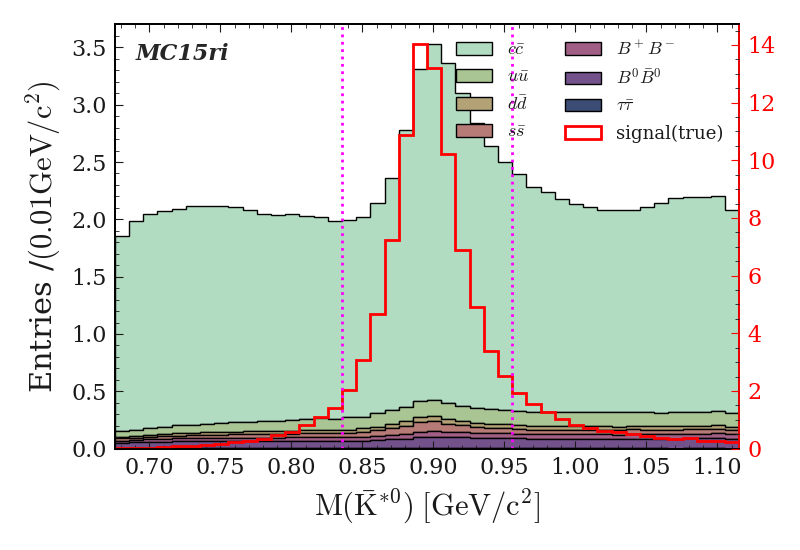 MC15ri
cc̄
uū
dd̄
ss̄
B⁺B⁻
B⁰B̄⁰
ττ̄
signal(true)
Entries /(0.01GeV/c²)
3.5
3.0
2.5
2.0
1.5
1.0
0.5
0.0
14
12
10
8
6
4
2
0
0.70 0.75 0.80 0.85 0.90 0.95 1.00 1.05 1.10
M(K̄*⁰) [GeV/c²]